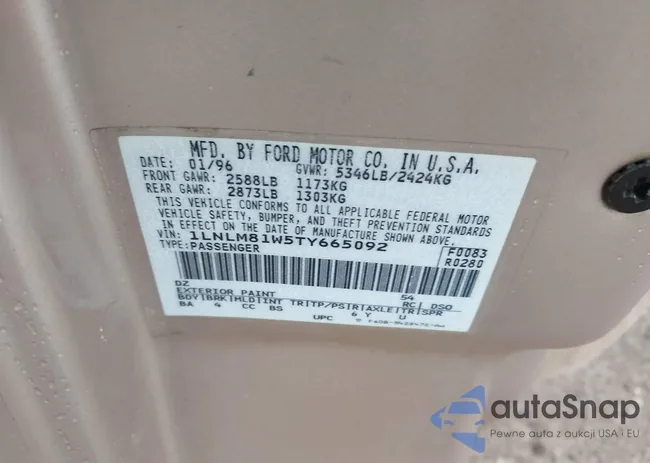 MFD. BY FORD MOTOR CO. IN U.S.A.
DATE: 01/96 GVWR: 5346LB/2424KG
FRONT GAWR: 2588LB 1173KG
REAR GAWR: 2873LB 1303KG
THIS VEHICLE CONFORMS TO ALL APPLICABLE FEDERAL MOTOR
VEHICLE SAFETY, BUMPER, AND THEFT PREVENTION STANDARDS
IN EFFECT ON THE DATE OF MANUFACTURE SHOWN ABOVE.
VIN: 1LNLM81W5TY665092 F0083
TYPE: PASSENGER R0280
DZ
EXTERIOR PAINT 54 RC: DSO
BDY BRK MLD INT TR TP/PS R AXLE TR SPR
BA 4 CC BS 6 Y U
UPC
autaSnap
Pewne auta z aukcji USA i EU